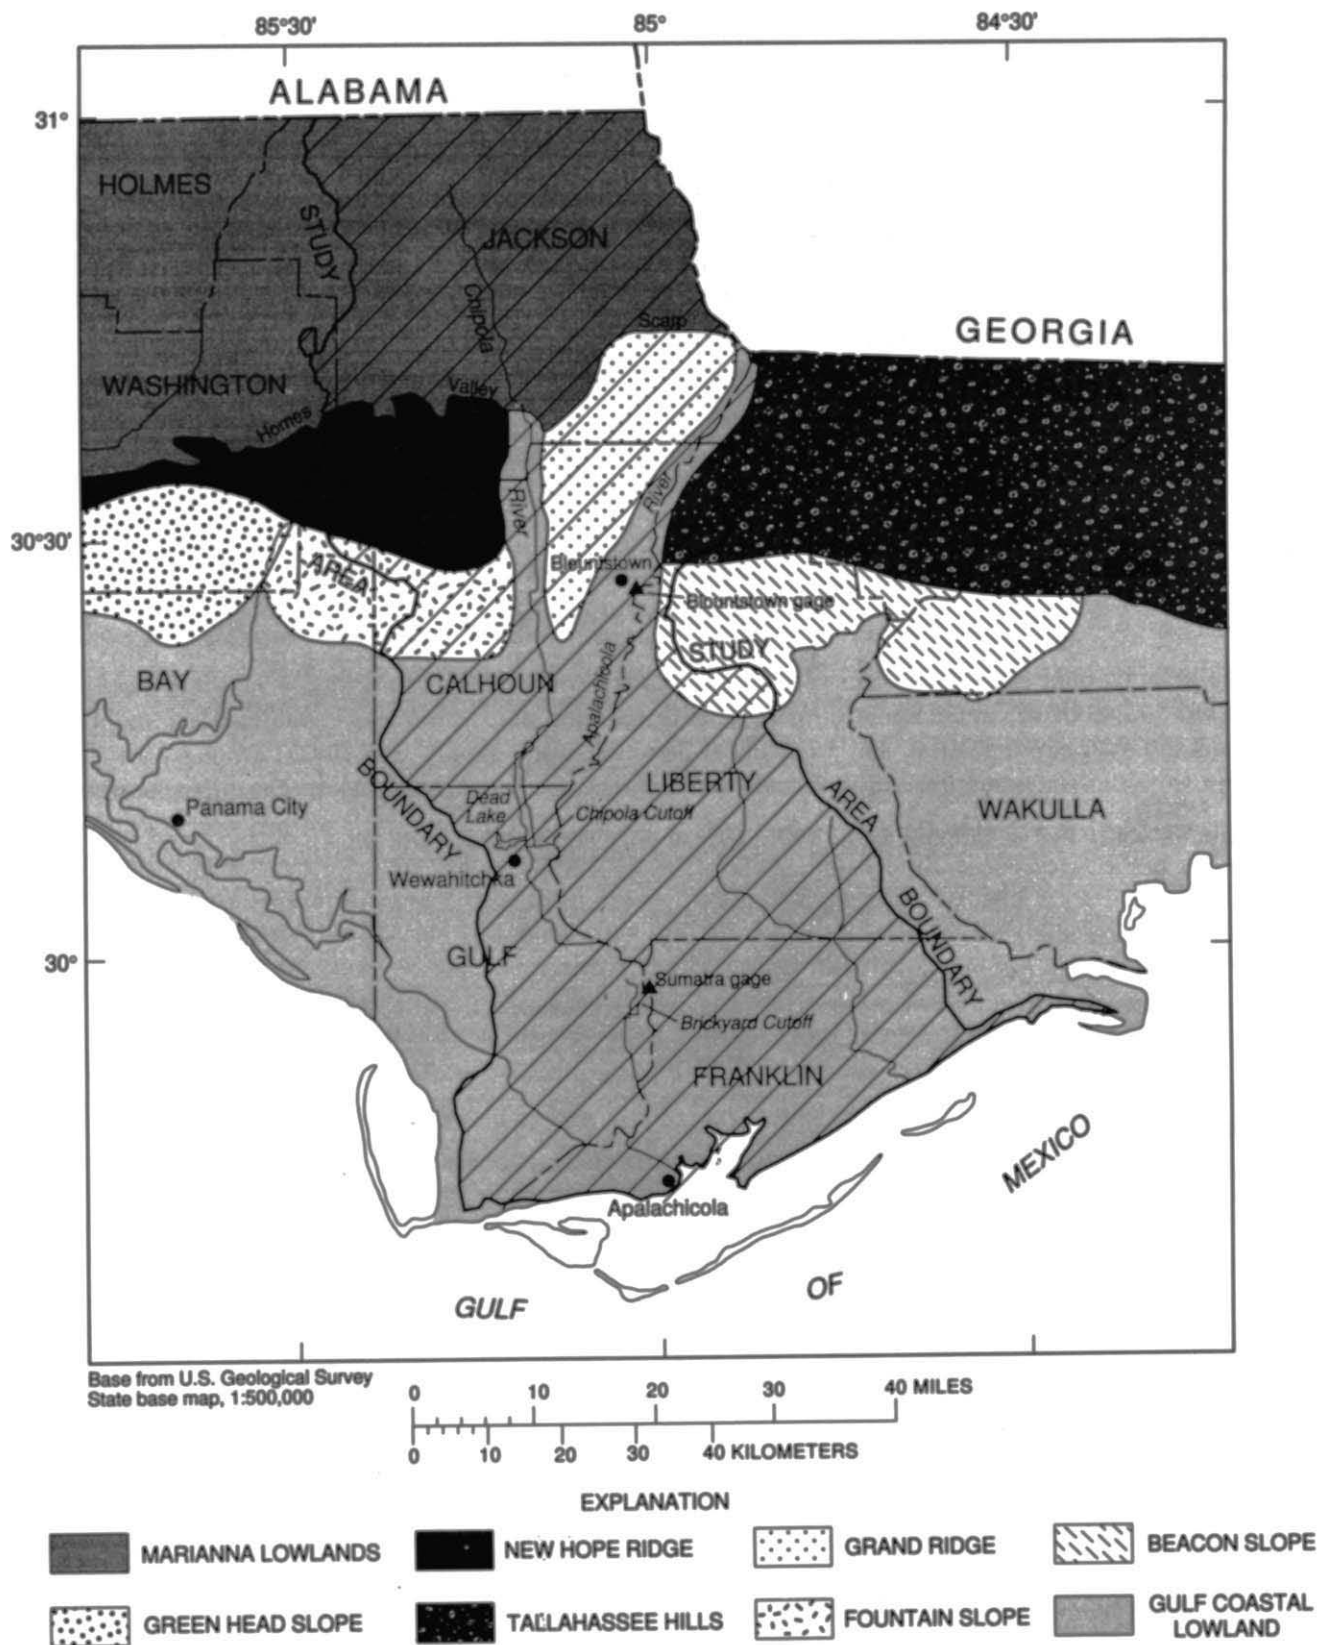 85°30'
85°
84°30'
ALABAMA
31°
HOLMES
STUDY
JACKSON
Chipola
Scarp
GEORGIA
WASHINGTON
Valley
Homes
River
River
30°30'
AREA
Blountstown
Blountstown gage
STUDY
BAY
CALHOUN
Apalachicola
BOUNDARY
LIBERTY
AREA
Dead
Lake
Chipola Cutoff
WAKULLA
Panama City
Wewahitchka
BOUNDARY
GULF
30°
Sumatra gage
Brickyard Cutoff
FRANKLIN
MEXICO
Apalachicola
OF
GULF
Base from U.S. Geological Survey
State base map, 1:500,000
0 10 20 30 40 MILES
0 10 20 30 40 KILOMETERS
EXPLANATION
MARIANNA LOWLANDS
NEW HOPE RIDGE
GRAND RIDGE
BEACON SLOPE
GREEN HEAD SLOPE
TALLAHASSEE HILLS
FOUNTAIN SLOPE
GULF COASTAL
LOWLAND